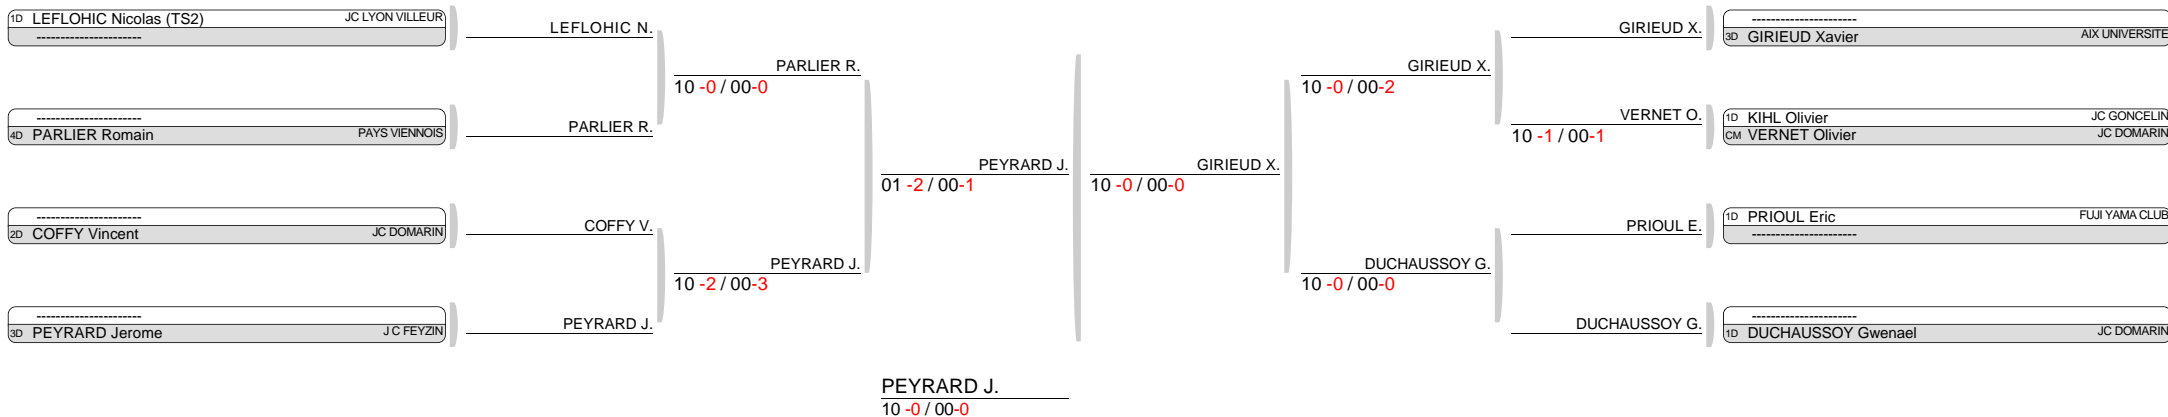 1D LEFLOHIC Nicolas (TS2) JC LYON VILLEUR
----------------------
LEFLOHIC N.
PARLIER R.
10 -0 / 00-0
----------------------
4D PARLIER Romain PAYS VIENNOIS
PARLIER R.
PEYRARD J.
01 -2 / 00-1
----------------------
2D COFFY Vincent JC DOMARIN
COFFY V.
PEYRARD J.
10 -2 / 00-3
----------------------
3D PEYRARD Jerome J C FEYZIN
PEYRARD J.
PEYRARD J.
10 -0 / 00-0
GIRIEUD X.
----------------------
3D GIRIEUD Xavier AIX UNIVERSITE
GIRIEUD X.
10 -0 / 00-2
VERNET O.
10 -1 / 00-1
1D KIHL Olivier JC GONCELIN
CM VERNET Olivier JC DOMARIN
GIRIEUD X.
10 -0 / 00-0
PRIOUL E.
1D PRIOUL Eric FUJI YAMA CLUB
----------------------
DUCHAUSSOY G.
10 -0 / 00-0
DUCHAUSSOY G.
----------------------
1D DUCHAUSSOY Gwenael JC DOMARIN